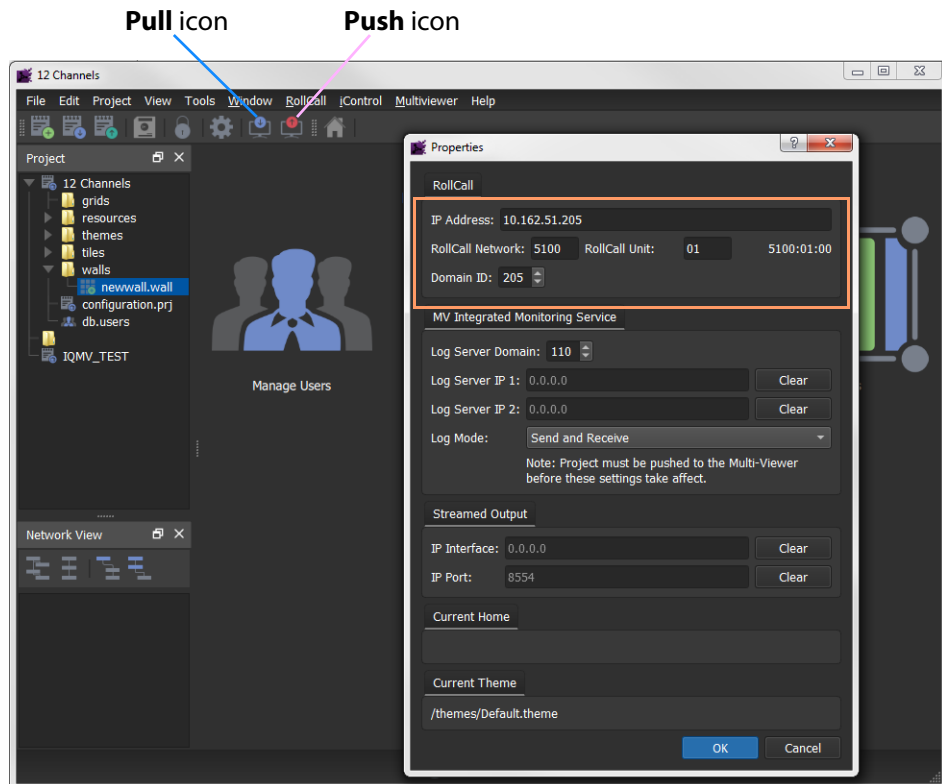 Pull icon
Push icon
12 Channels
File Edit Project View Tools Window RollCall iControl Multiviewer Help
Project
12 Channels
grids
resources
themes
tiles
walls
newwall.wall
configuration.prj
db.users
IQMV_TEST
Manage Users
Network View
Properties
RollCall
IP Address: 10.162.51.205
RollCall Network: 5100 RollCall Unit: 01 5100:01:00
Domain ID: 205
MV Integrated Monitoring Service
Log Server Domain: 110
Log Server IP 1: 0.0.0.0 Clear
Log Server IP 2: 0.0.0.0 Clear
Log Mode: Send and Receive
Note: Project must be pushed to the Multi-Viewer
before these settings take affect.
Streamed Output
IP Interface: 0.0.0.0 Clear
IP Port: 8554 Clear
Current Home
Current Theme
/themes/Default.theme
OK Cancel